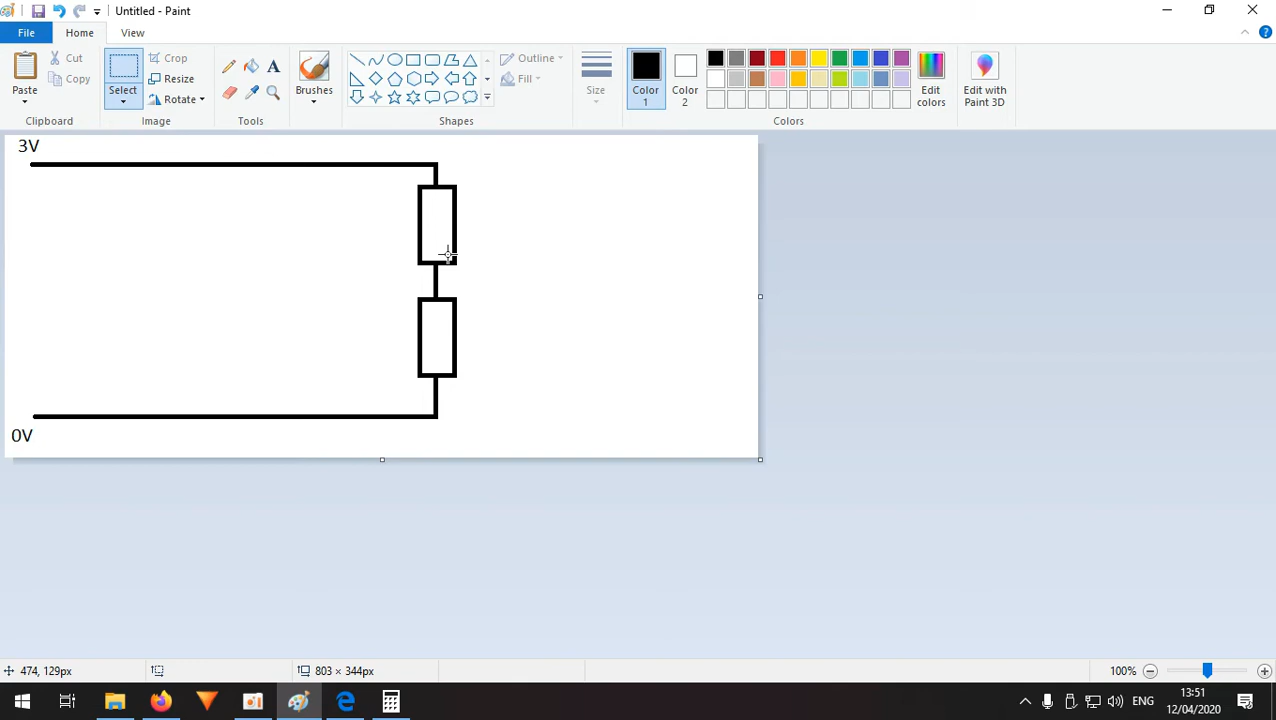 Untitled - Paint
File Home View
Paste
Cut
Copy
Clipboard
Select
Crop
Resize
Rotate
Image
A
Tools
Brushes
Outline
Fill
Shapes
Size
Color 1
Color 2
Edit colors
Colors
Edit with Paint 3D
3V
0V
474, 129px
803 × 344px
100%
ENG
13:51
12/04/2020